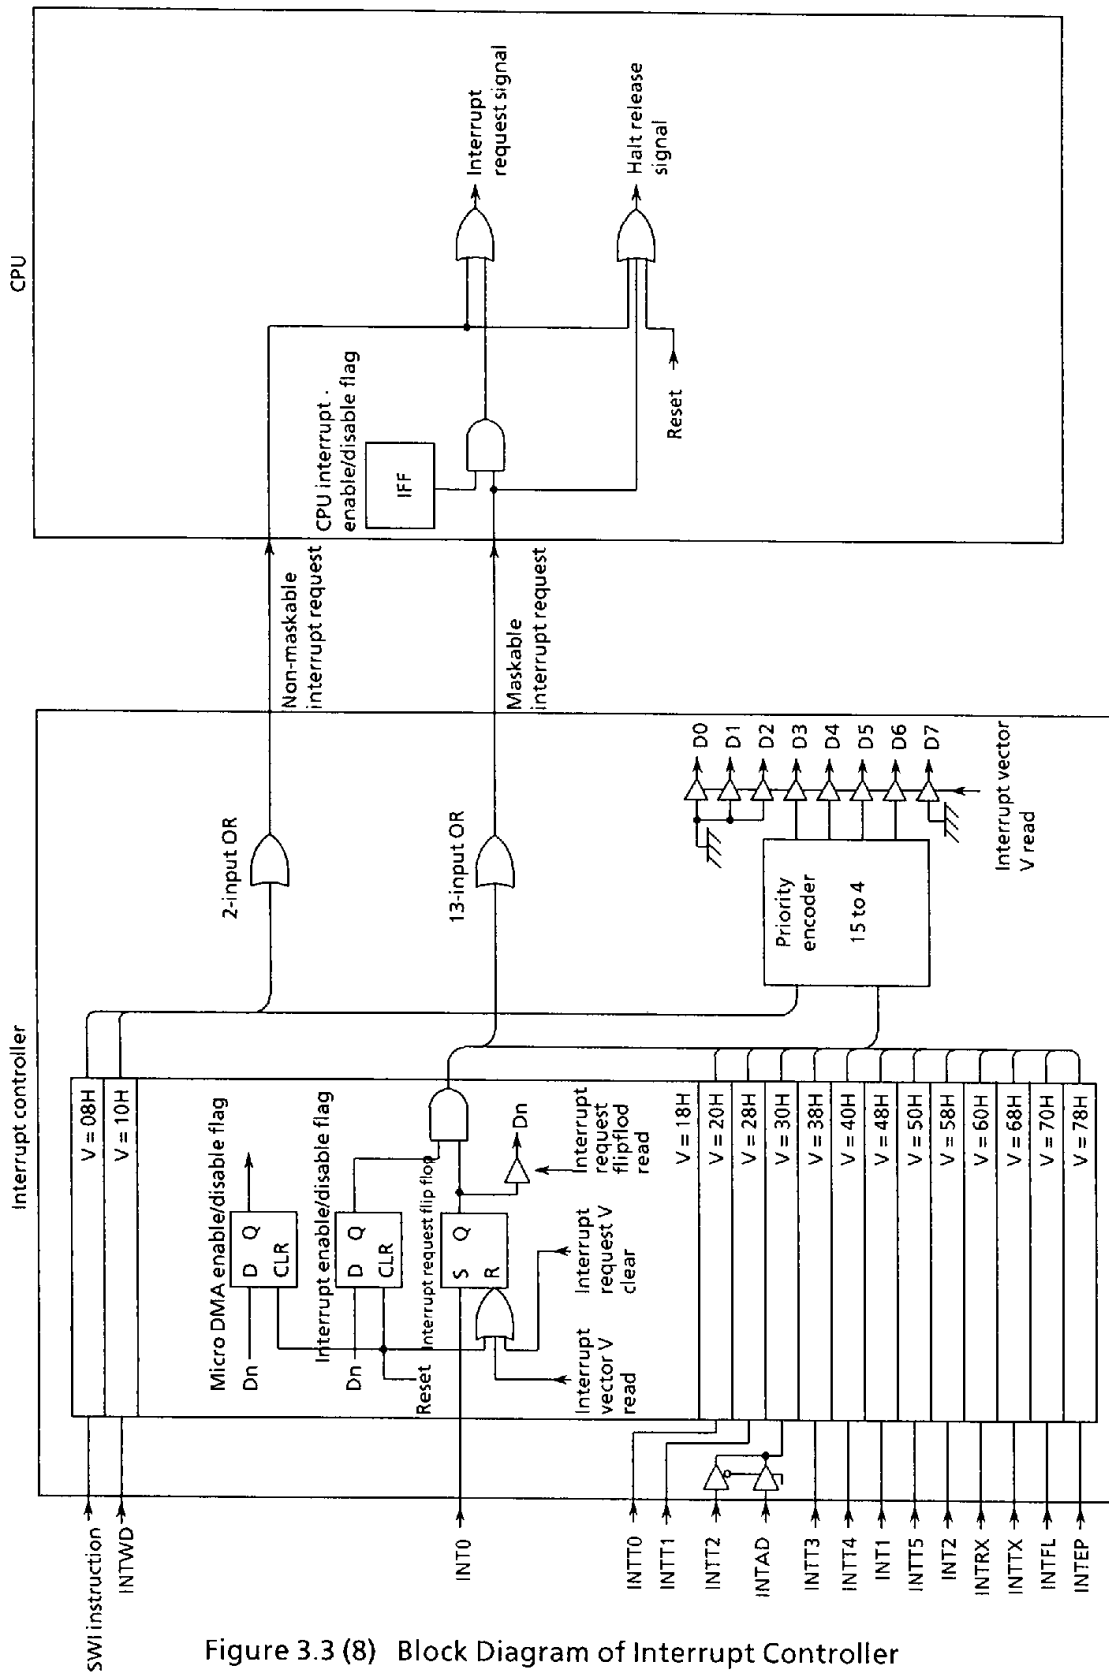 Interrupt controller
CPU
SWI instruction
INTWD
V = 08H
V = 10H
2-input OR
Non-maskable
interrupt request
CPU interrupt
enable/disable flag
IFF
Interrupt
request signal
Halt release
signal
Reset
Micro DMA enable/disable flag
Dn
D Q
CLR
Interrupt enable/disable flag
Dn
D Q
CLR
Reset
Interrupt request flip flop
INT0
S Q
R
Dn
Interrupt
vector V
read
Interrupt
request V
clear
Interrupt
request
flipflod
read
13-input OR
Maskable
interrupt request
V = 18H
V = 20H
V = 28H
V = 30H
V = 38H
V = 40H
V = 48H
V = 50H
V = 58H
V = 60H
V = 68H
V = 70H
V = 78H
INTT0
INTT1
INTT2
INTAD
INTT3
INTT4
INT1
INTT5
INT2
INTRX
INTTX
INTFL
INTEP
Priority
encoder
15 to 4
D0
D1
D2
D3
D4
D5
D6
D7
Interrupt vector
V read
Figure 3.3 (8) Block Diagram of Interrupt Controller